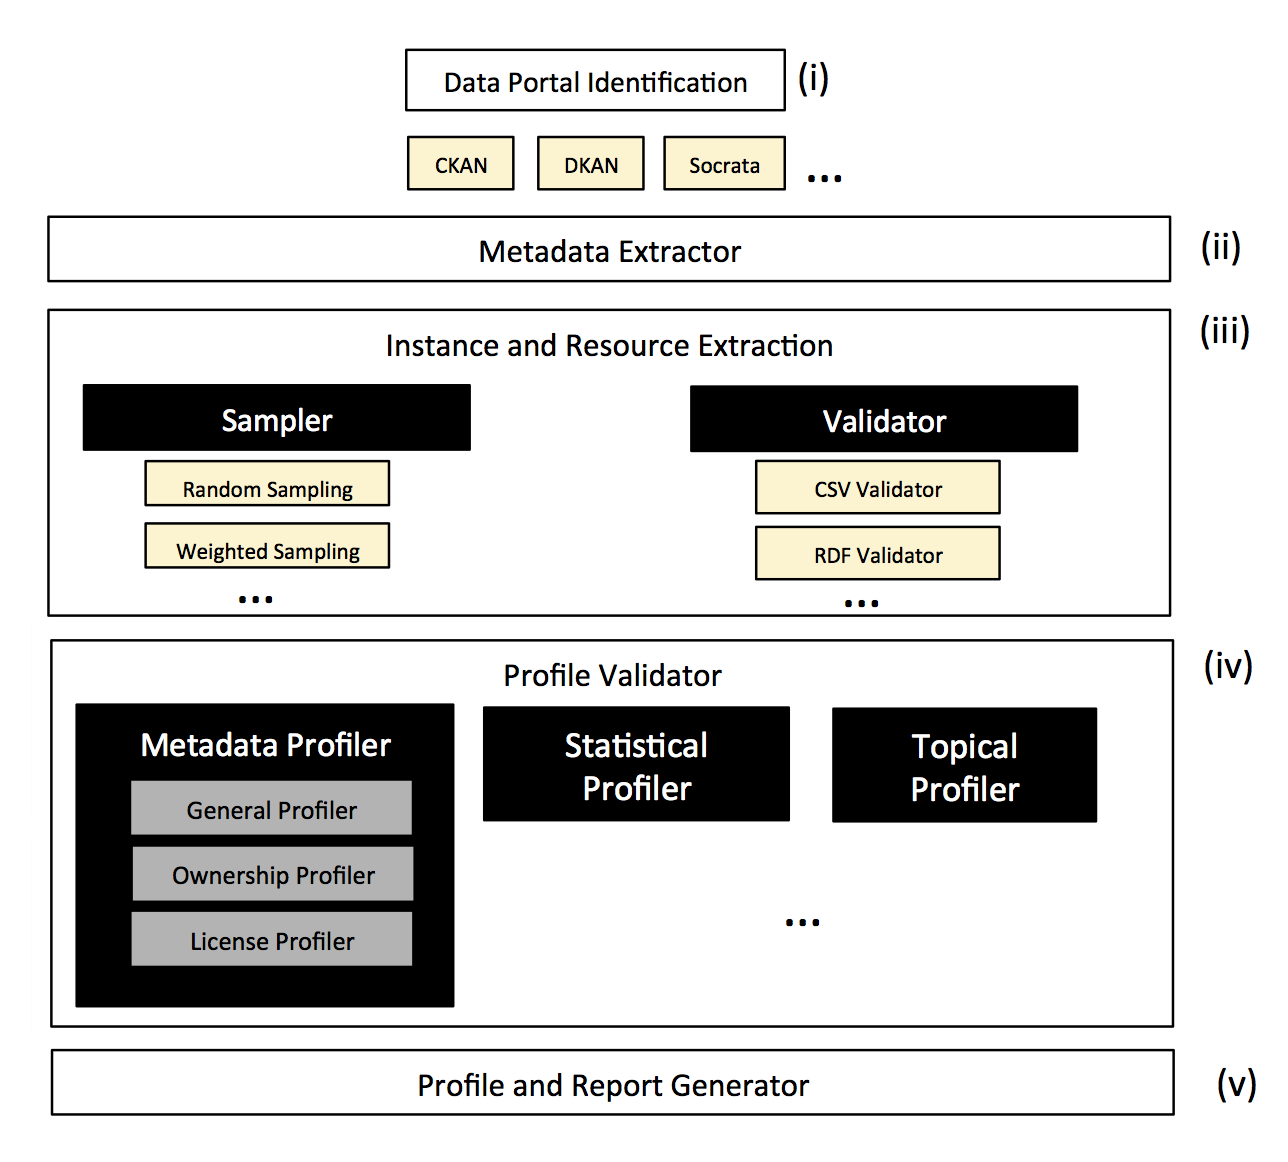 Data Portal Identification
(i)
CKAN
DKAN
Socrata
...
Metadata Extractor
(ii)
Instance and Resource Extraction
(iii)
Sampler
Random Sampling
Weighted Sampling
...
Validator
CSV Validator
RDF Validator
...
Profile Validator
(iv)
Metadata Profiler
General Profiler
Ownership Profiler
License Profiler
Statistical
Profiler
Topical
Profiler
...
Profile and Report Generator
(v)